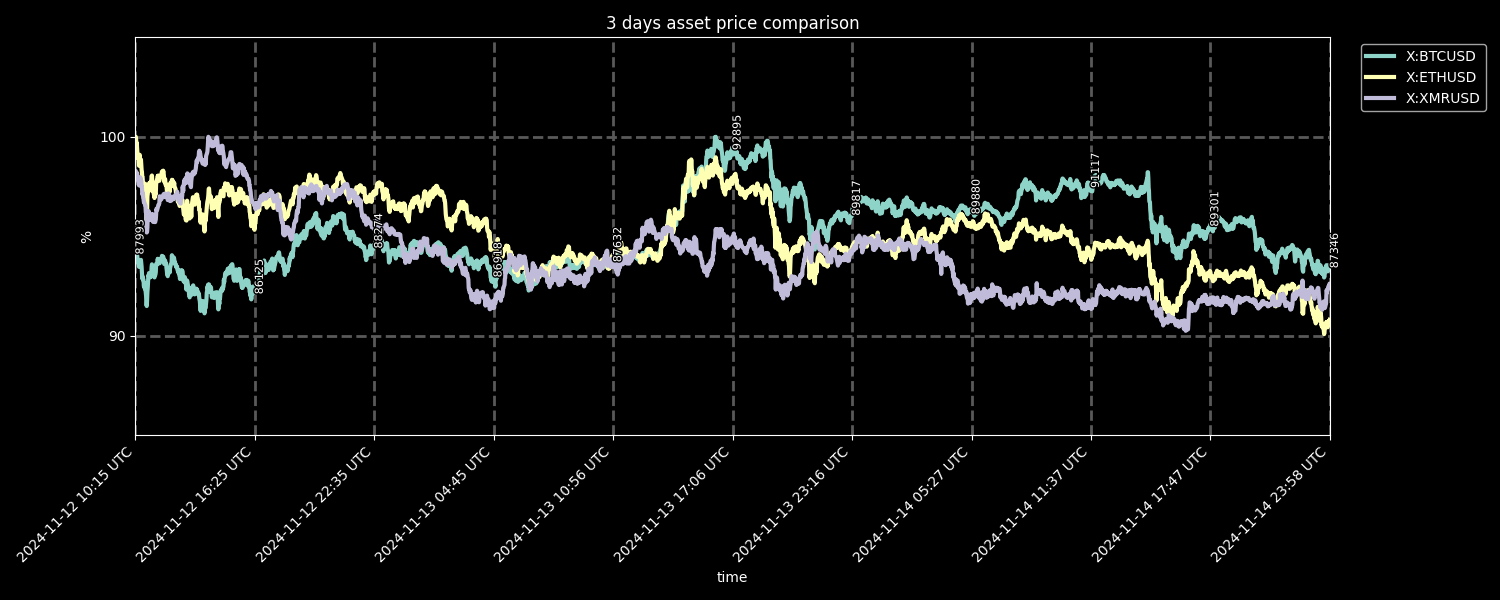 3 days asset price comparison
X:BTCUSD
X:ETHUSD
X:XMRUSD
100
90
%
87993
86125
88274
86918
87632
92895
89817
89880
91117
89301
87346
2024-11-12 10:15 UTC
2024-11-12 16:25 UTC
2024-11-12 22:35 UTC
2024-11-13 04:45 UTC
2024-11-13 10:56 UTC
2024-11-13 17:06 UTC
2024-11-13 23:16 UTC
2024-11-14 05:27 UTC
2024-11-14 11:37 UTC
2024-11-14 17:47 UTC
2024-11-14 23:58 UTC
time